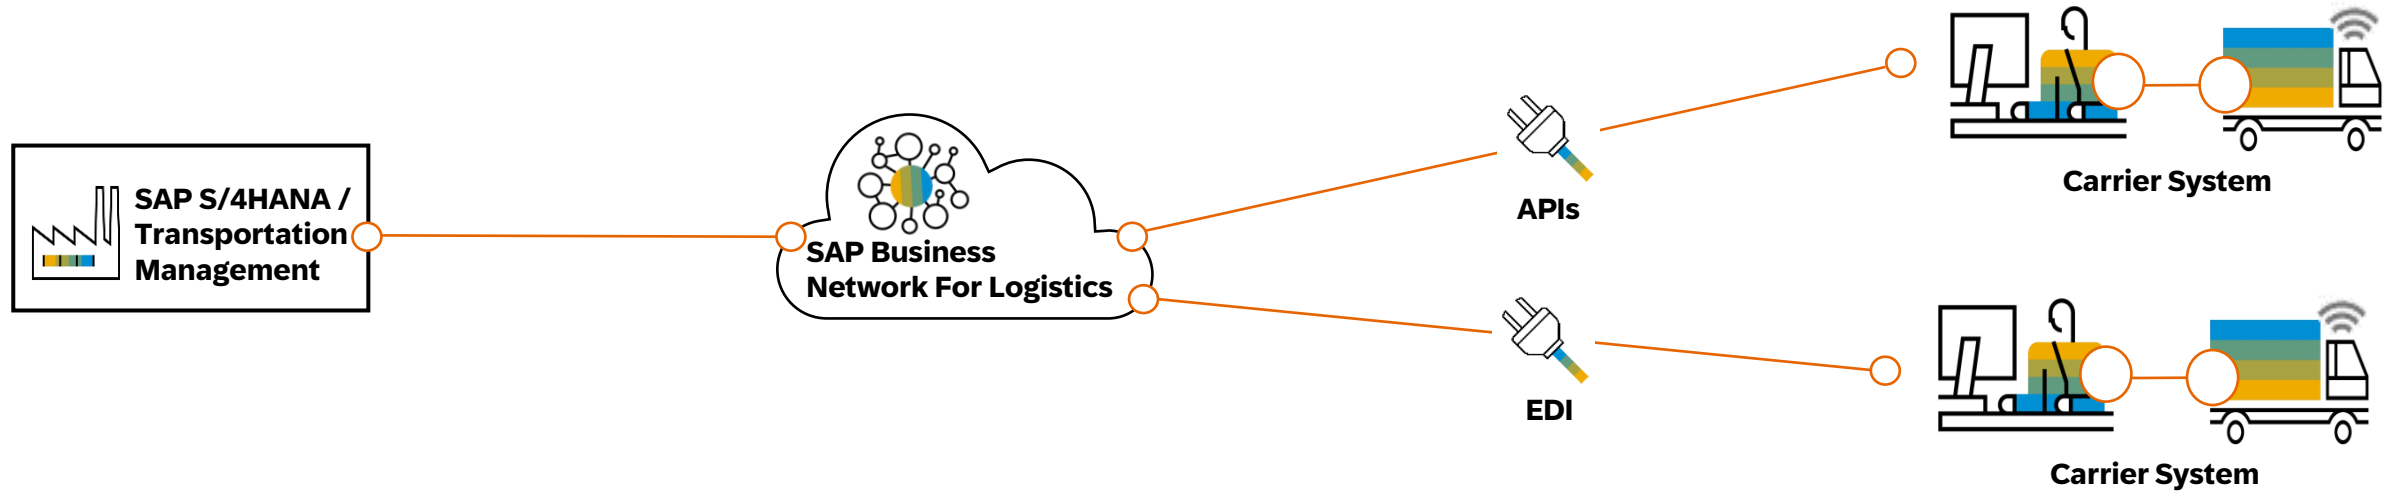 SAP S/4HANA /
Transportation
Management
SAP Business
Network For Logistics
APIs
EDI
Carrier System
Carrier System